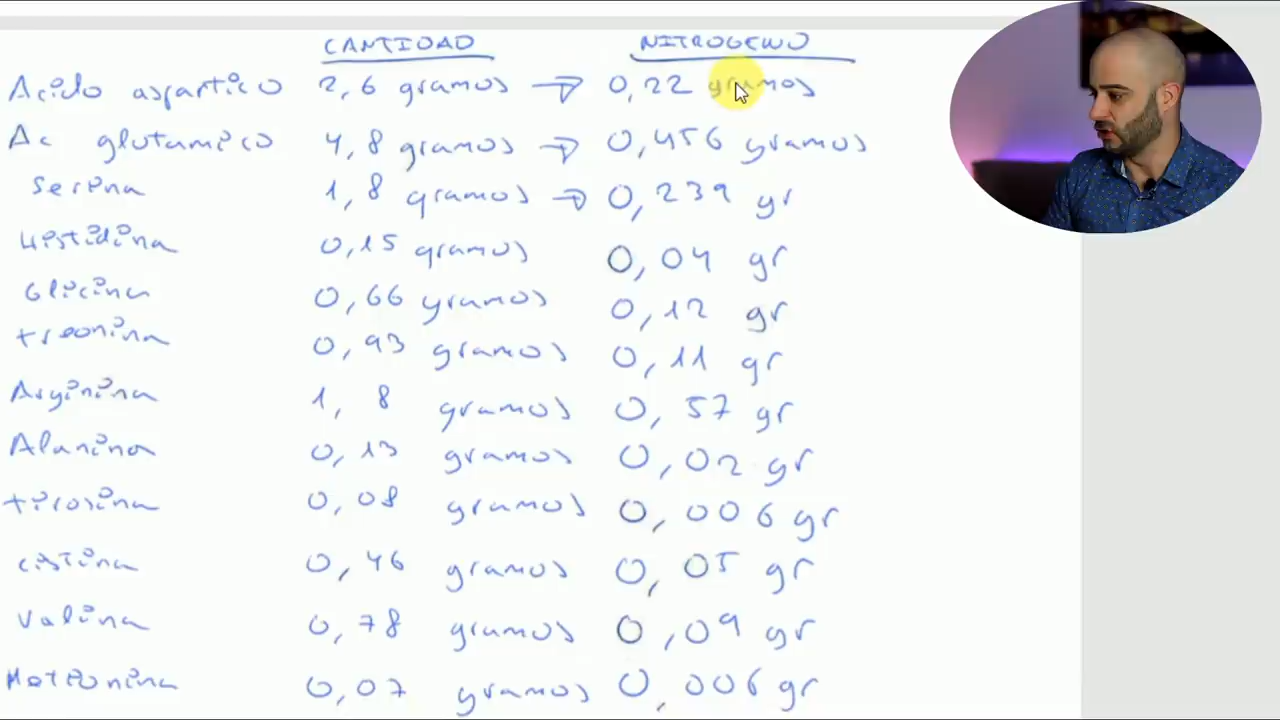 CANTIDAD NITROGENO
Acido aspartico 2,6 gramos → 0,22 gramos
Ac glutamico 4,8 gramos → 0,456 gramos
Serina 1,8 gramos → 0,239 gr
Histidina 0,15 gramos 0,04 gr
Glicina 0,66 gramos 0,12 gr
treonina 0,93 gramos 0,11 gr
Arginina 1,8 gramos 0,57 gr
Alanina 0,13 gramos 0,02 gr
tirosina 0,08 gramos 0,006 gr
cistina 0,46 gramos 0,05 gr
Valina 0,78 gramos 0,09 gr
Metionina 0,07 gramos 0,006 gr